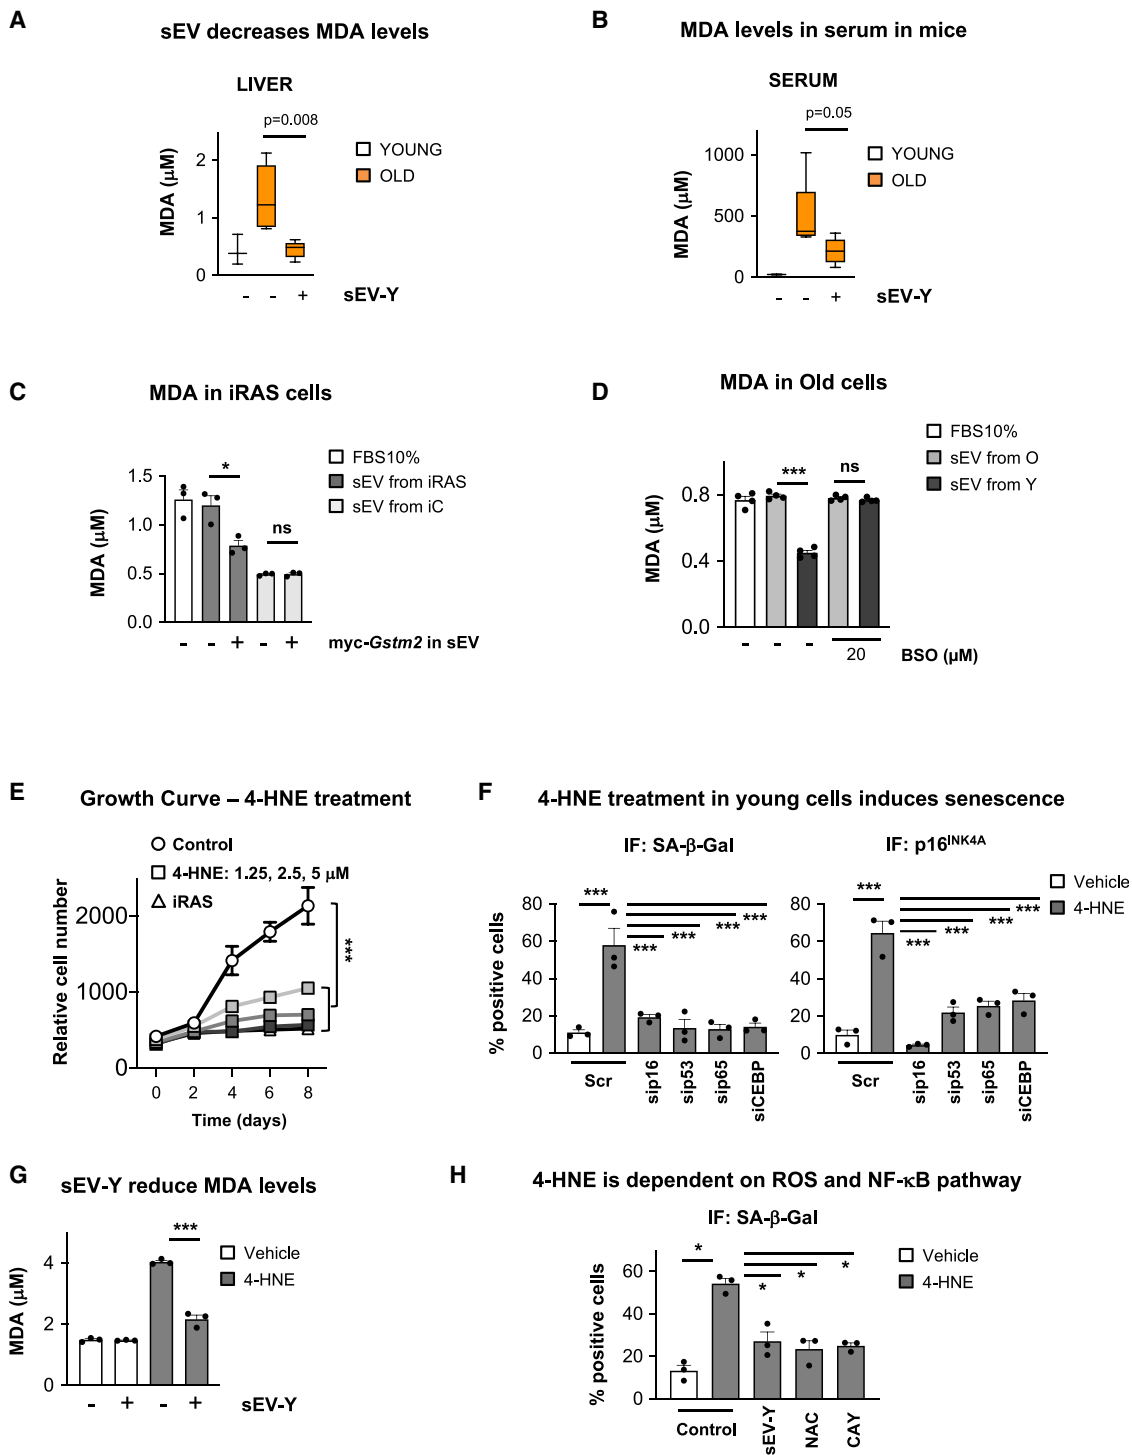 A
sEV decreases MDA levels
LIVER
p=0.008
MDA (µM)
2
1
0
- - + sEV-Y
YOUNG
OLD
B
MDA levels in serum in mice
SERUM
p=0.05
MDA (µM)
1000
500
0
- - + sEV-Y
YOUNG
OLD
C
MDA in iRAS cells
FBS10%
sEV from iRAS
sEV from iC
MDA (µM)
1.5
1.0
0.5
0.0
*
ns
- - + - + myc-Gstm2 in sEV
D
MDA in Old cells
FBS10%
sEV from O
sEV from Y
MDA (µM)
0.8
0.4
0.0
***
ns
- - - 20 BSO (µM)
E
Growth Curve – 4-HNE treatment
Control
4-HNE: 1.25, 2.5, 5 µM
iRAS
Relative cell number
2000
1000
0
***
0 2 4 6 8
Time (days)
F
4-HNE treatment in young cells induces senescence
IF: SA-β-Gal
% positive cells
80
60
40
20
0
***
***
***
***
***
Scr sip16 sip53 sip65 siCEBP
IF: p16INK4A
80
60
40
20
0
***
***
***
***
***
Scr sip16 sip53 sip65 siCEBP
Vehicle
4-HNE
G
sEV-Y reduce MDA levels
MDA (µM)
4
2
0
***
- + - + sEV-Y
Vehicle
4-HNE
H
4-HNE is dependent on ROS and NF-κB pathway
IF: SA-β-Gal
% positive cells
60
40
20
0
*
*
*
*
Control sEV-Y NAC CAY
Vehicle
4-HNE